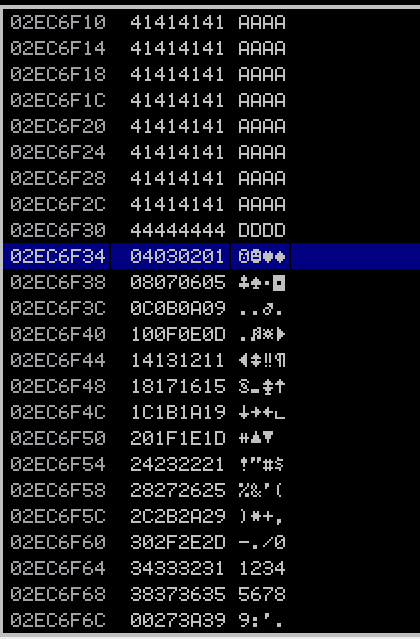 02EC6F10 41414141 AAAA
02EC6F14 41414141 AAAA
02EC6F18 41414141 AAAA
02EC6F1C 41414141 AAAA
02EC6F20 41414141 AAAA
02EC6F24 41414141 AAAA
02EC6F28 41414141 AAAA
02EC6F2C 41414141 AAAA
02EC6F30 44444444 DDDD
02EC6F34 04030201 ☺☻♥♦
02EC6F38 08070605 ♣♠•◘
02EC6F3C 0C0B0A09 ..♂.
02EC6F40 100F0E0D .♫☼►
02EC6F44 14131211 ◄↕‼¶
02EC6F48 18171615 §▬↨↑
02EC6F4C 1C1B1A19 ↓→←∟
02EC6F50 201F1E1D ↔▲▼
02EC6F54 24232221 !"#$
02EC6F58 28272625 %&'(
02EC6F5C 2C2B2A29 )*+,
02EC6F60 302F2E2D -./0
02EC6F64 34333231 1234
02EC6F68 38373635 5678
02EC6F6C 00273A39 9:'.